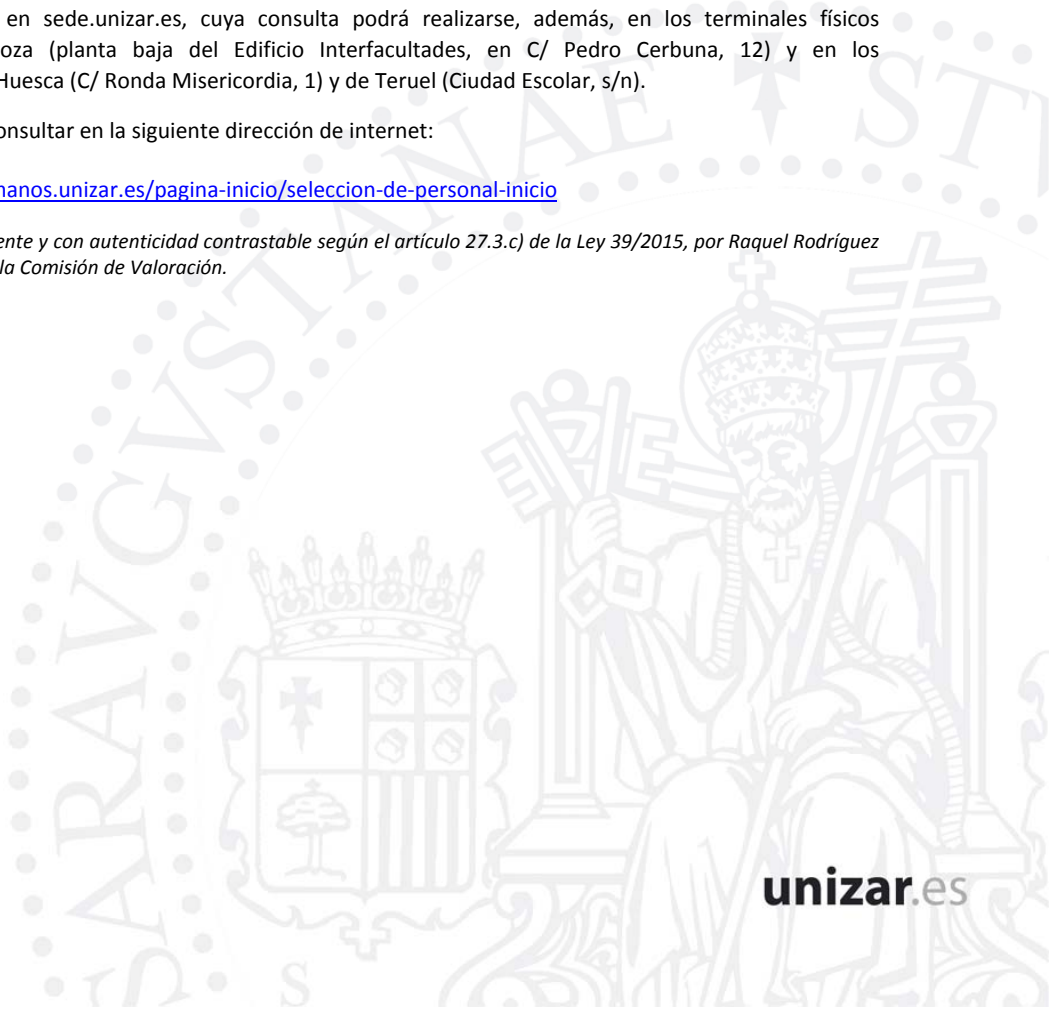 en sede.unizar.es, cuya consulta podrá realizarse, además, en los terminales físicos
oza (planta baja del Edificio Interfacultades, en C/ Pedro Cerbuna, 12) y en los
Huesca (C/ Ronda Misericordia, 1) y de Teruel (Ciudad Escolar, s/n).
onsultar en la siguiente dirección de internet:
nanos.unizar.es/pagina-inicio/seleccion-de-personal-inicio
ente y con autenticidad contrastable según el artículo 27.3.c) de la Ley 39/2015, por Raquel Rodríguez
la Comisión de Valoración.
SARAVGVSTANAE STV
PE
unizar.es
S